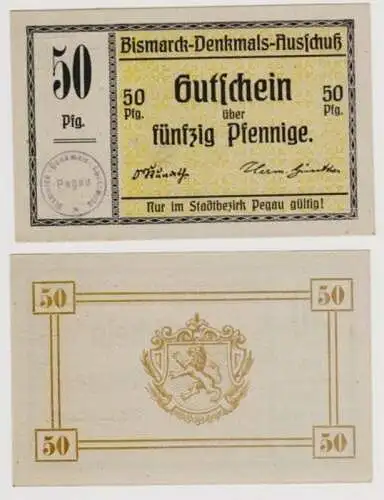 50
Pfg.
Bismarck-Denkmals-Ausschuß
50
Pfg.
Gutschein
über
fünfzig Pfennige.
50
Pfg.
Nur im Stadtbezirk Pegau gültig!
Pegau
50
50
50
50